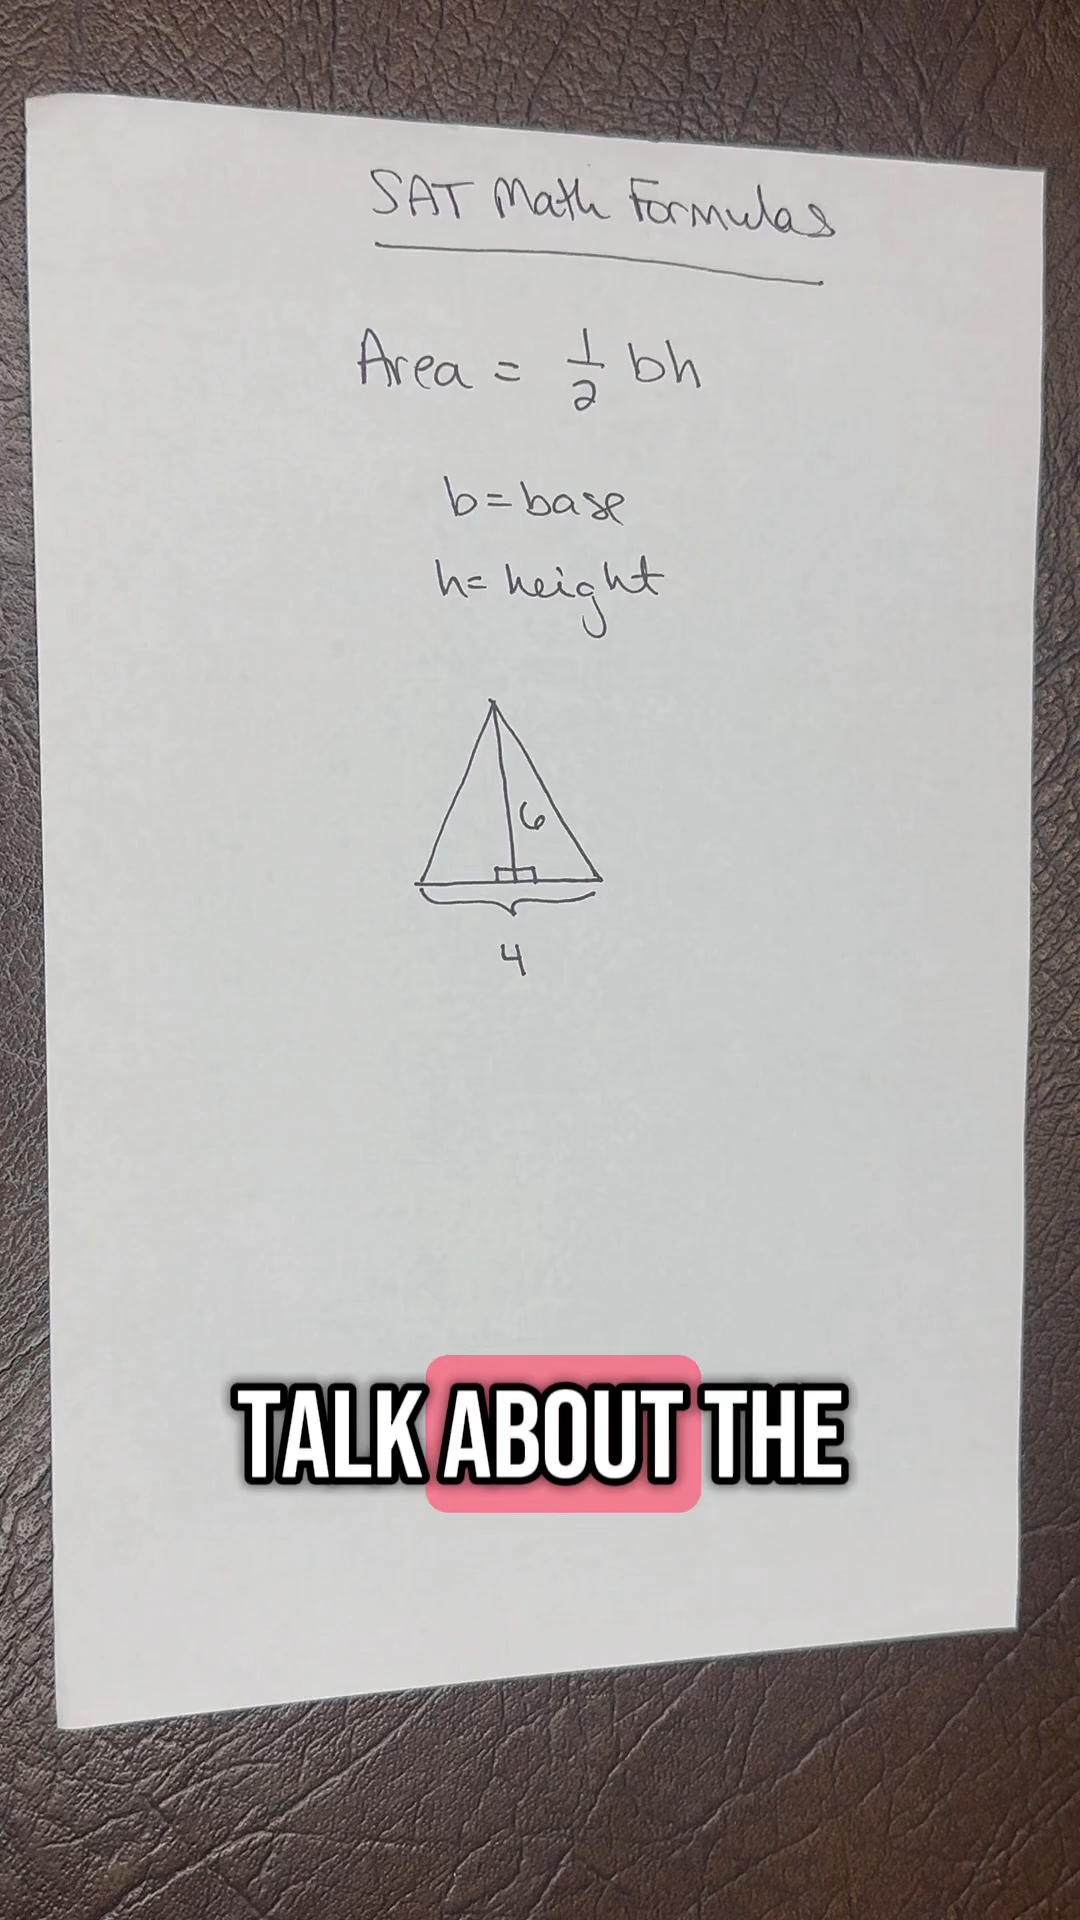 SAT Math Formulas
Area = 1/2 bh
b = base
h = height
6
4
TALK ABOUT THE